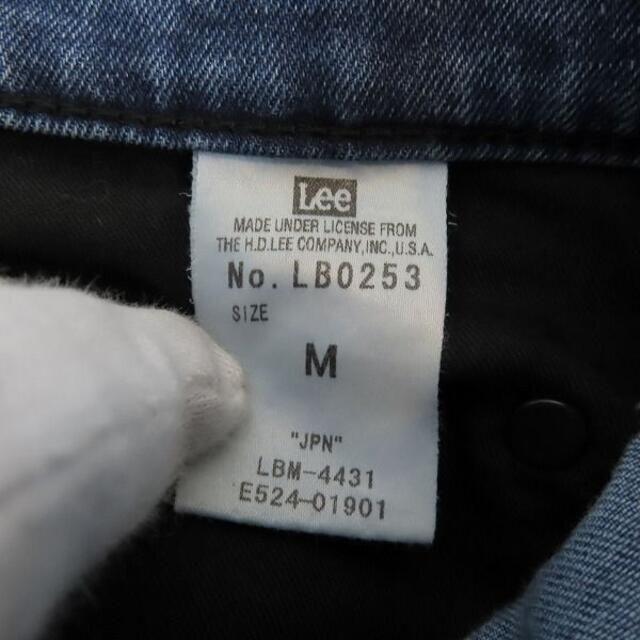 Lee
MADE UNDER LICENSE FROM
THE H.D.LEE COMPANY,INC.,U.S.A.
No. LB0253
SIZE
M
"JPN"
LBM-4431
E524-01901